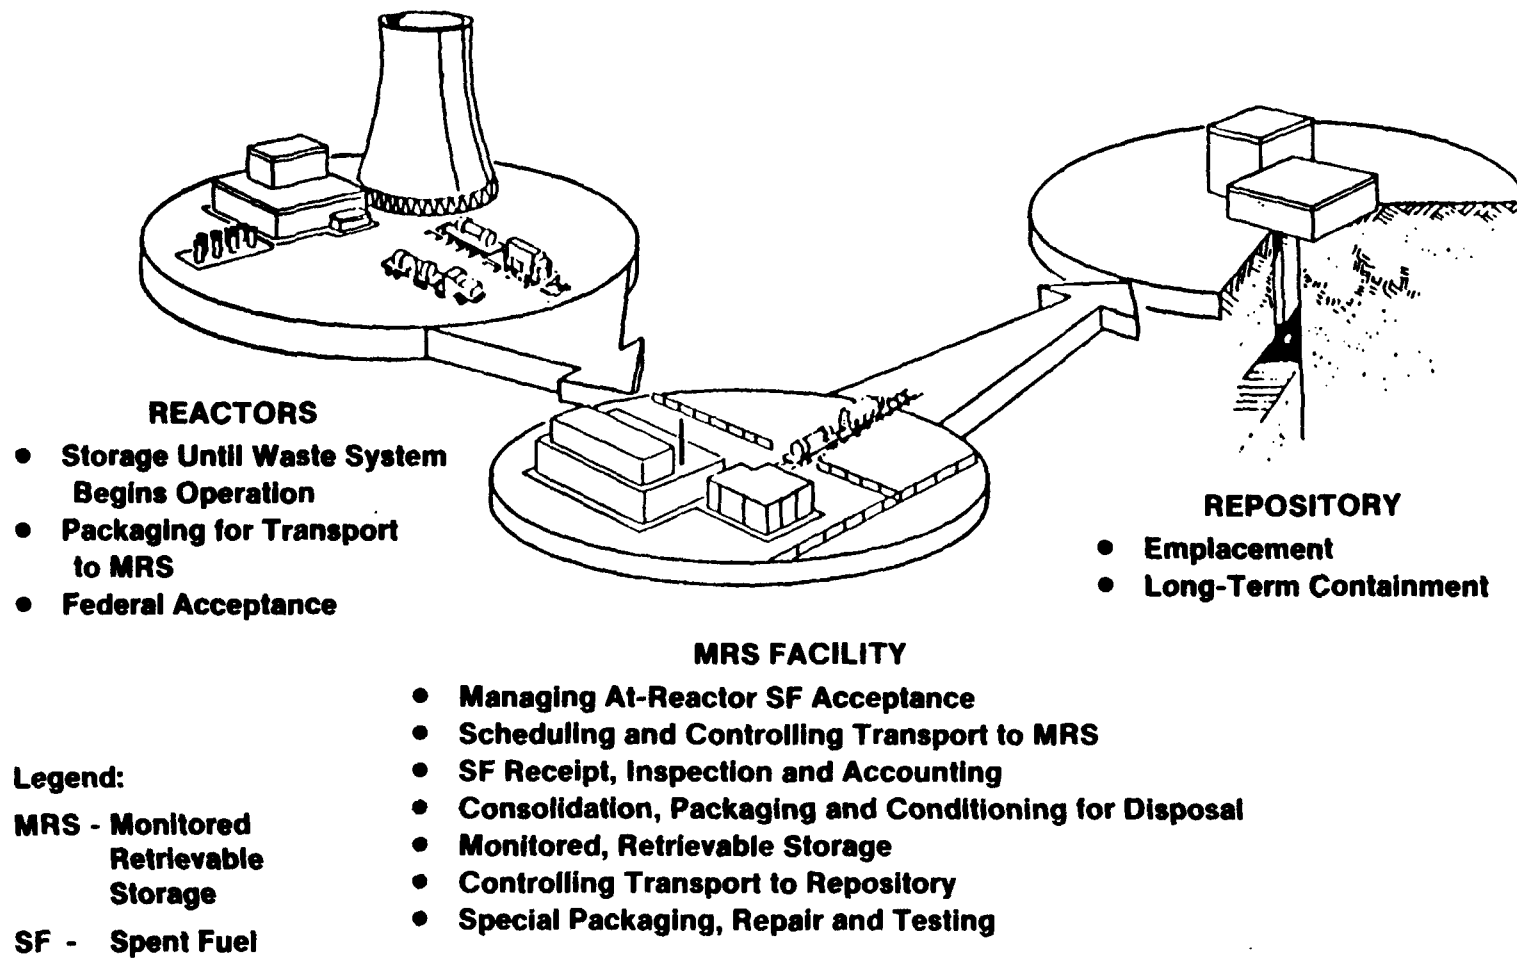 REACTORS
● Storage Until Waste System
Begins Operation
● Packaging for Transport
to MRS
● Federal Acceptance
REPOSITORY
● Emplacement
● Long-Term Containment
MRS FACILITY
● Managing At-Reactor SF Acceptance
● Scheduling and Controlling Transport to MRS
● SF Receipt, Inspection and Accounting
● Consolidation, Packaging and Conditioning for Disposal
● Monitored, Retrievable Storage
● Controlling Transport to Repository
● Special Packaging, Repair and Testing
Legend:
MRS - Monitored
Retrievable
Storage
SF - Spent Fuel